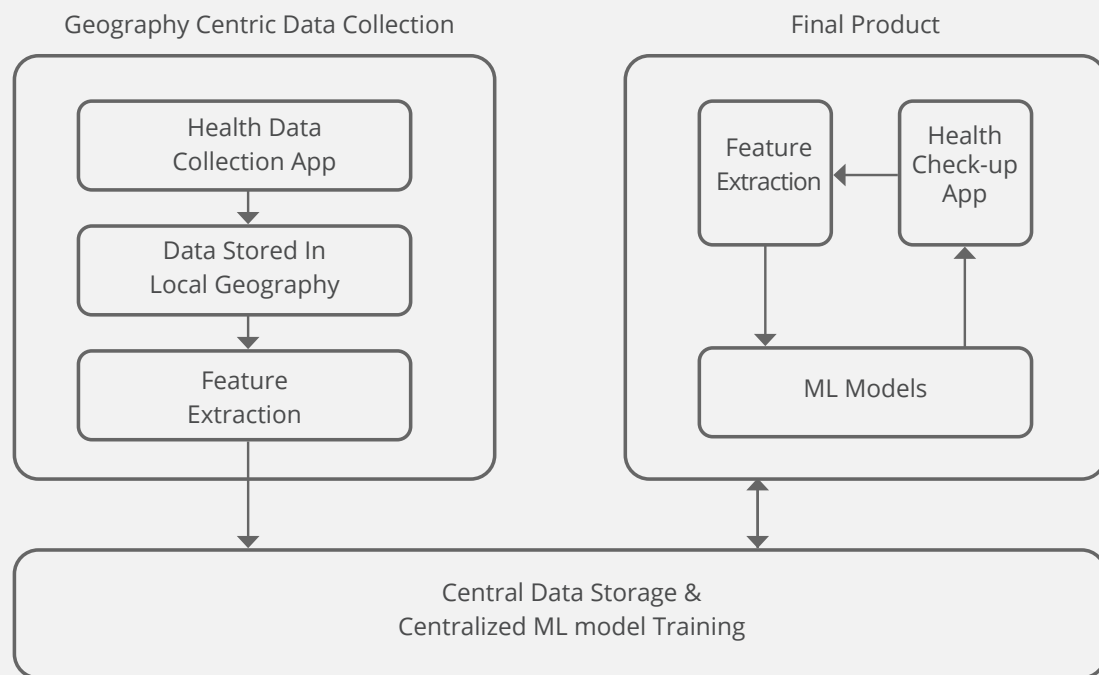 Geography Centric Data Collection
Health Data
Collection App
Data Stored In
Local Geography
Feature
Extraction
Final Product
Feature
Extraction
Health
Check-up
App
ML Models
Central Data Storage &
Centralized ML model Training